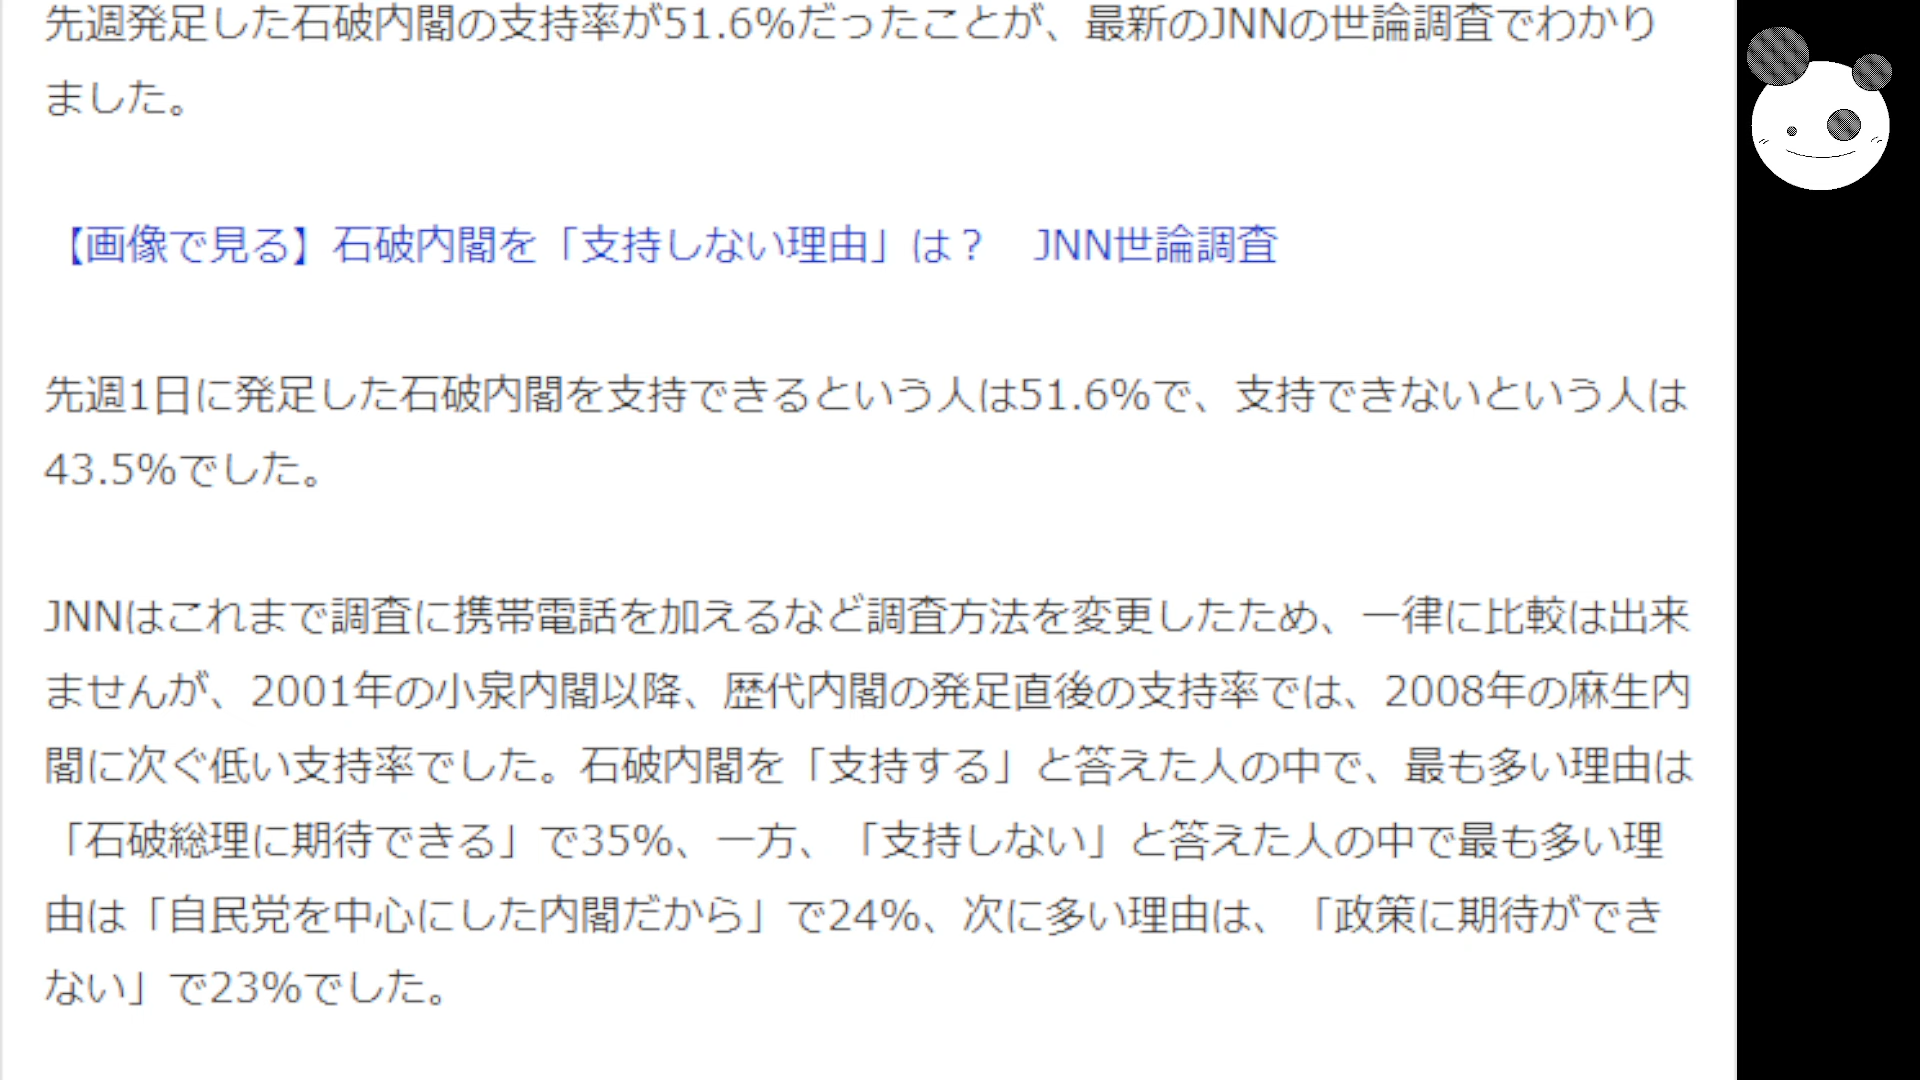 先週発足した石破内閣の支持率が51.6%だったことが、最新のJNNの世論調査でわかり
ました。
【画像で見る】石破内閣を「支持しない理由」は？　JNN世論調査
先週1日に発足した石破内閣を支持できるという人は51.6%で、支持できないという人は
43.5%でした。
JNNはこれまで調査に携帯電話を加えるなど調査方法を変更したため、一律に比較は出来
ませんが、2001年の小泉内閣以降、歴代内閣の発足直後の支持率では、2008年の麻生内
閣に次ぐ低い支持率でした。石破内閣を「支持する」と答えた人の中で、最も多い理由は
「石破総理に期待できる」で35%、一方、「支持しない」と答えた人の中で最も多い理
由は「自民党を中心にした内閣だから」で24%、次に多い理由は、「政策に期待ができ
ない」で23%でした。